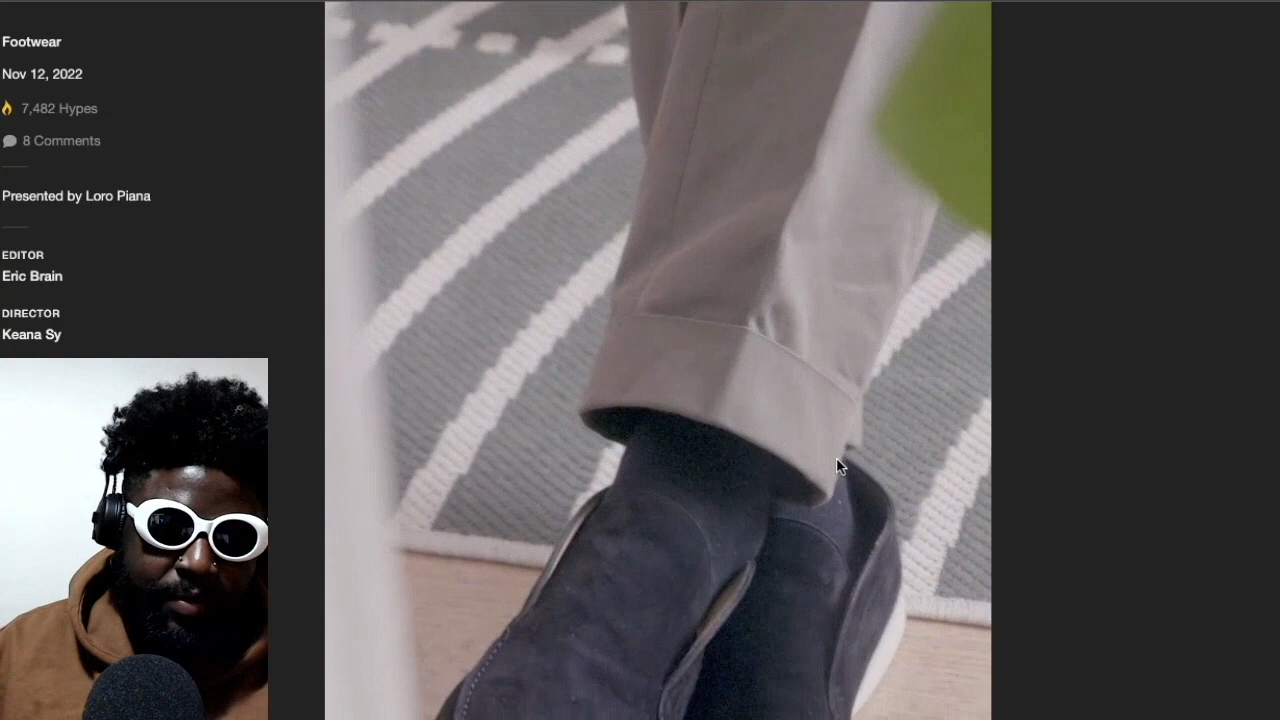 Footwear
Nov 12, 2022
7,482 Hypes
8 Comments
Presented by Loro Piana
EDITOR
Eric Brain
DIRECTOR
Keana Sy